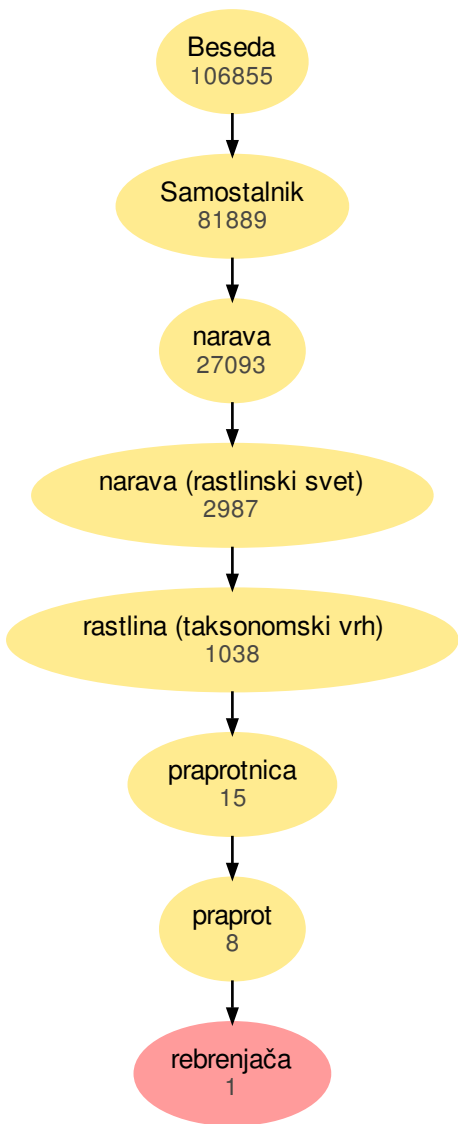 Beseda
106855
Samostalnik
81889
narava
27093
narava (rastlinski svet)
2987
rastlina (taksonomski vrh)
1038
praprotnica
15
praprot
8
rebrenjača
1